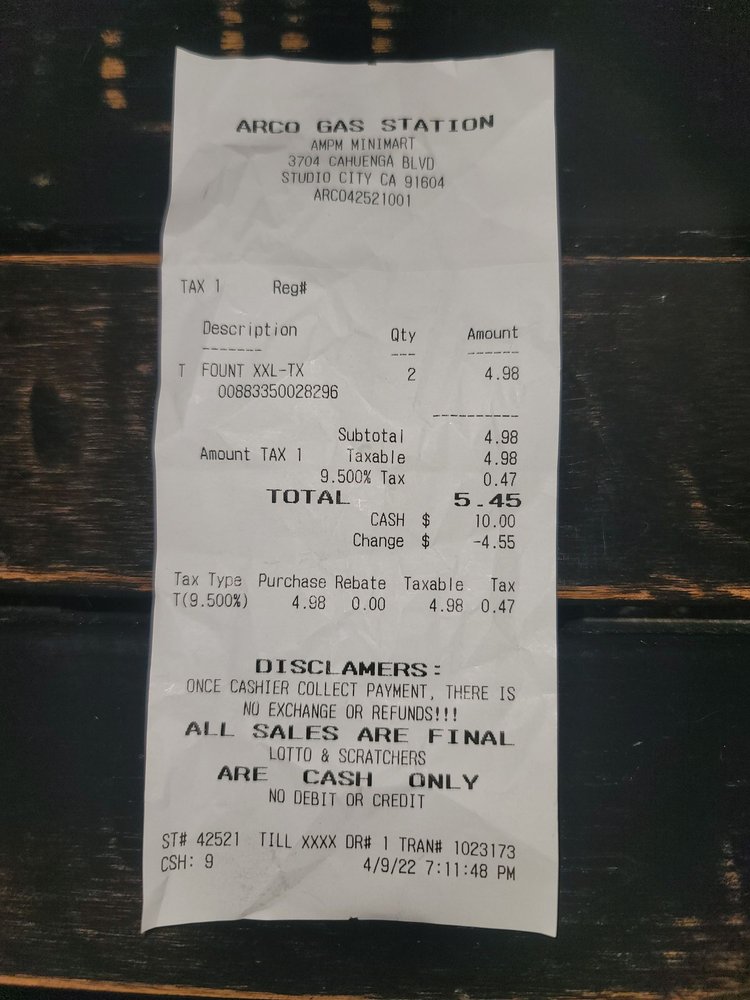 ARCO GAS STATION
AMPM MINIMART
3704 CAHUENGA BLVD
STUDIO CITY CA 91604
ARCO42521001
TAX 1 Reg#
Description Qty Amount
------- --- ------
T FOUNT XXL-TX 2 4.98
00883350028296
----------
Subtotal 4.98
Amount TAX 1 Taxable 4.98
9.500% Tax 0.47
TOTAL 5.45
CASH $ 10.00
Change $ -4.55
Tax Type Purchase Rebate Taxable Tax
T(9.500%) 4.98 0.00 4.98 0.47
DISCLAMERS:
ONCE CASHIER COLLECT PAYMENT, THERE IS
NO EXCHANGE OR REFUNDS!!!
ALL SALES ARE FINAL
LOTTO & SCRATCHERS
ARE CASH ONLY
NO DEBIT OR CREDIT
ST# 42521 TILL XXXX DR# 1 TRAN# 1023173
CSH: 9 4/9/22 7:11:48 PM